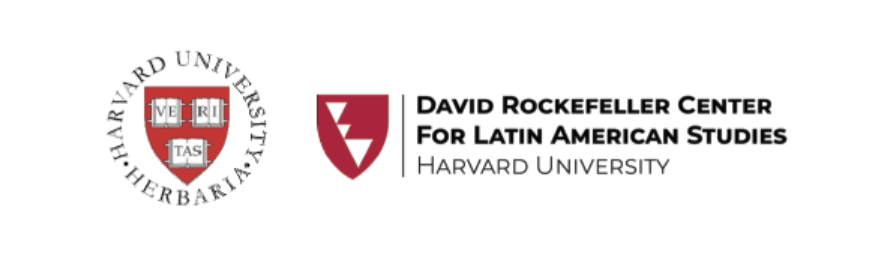 HARVARD UNIVERSITY
•HERBARIA•
VE RI
TAS
DAVID ROCKEFELLER CENTER
FOR LATIN AMERICAN STUDIES
HARVARD UNIVERSITY